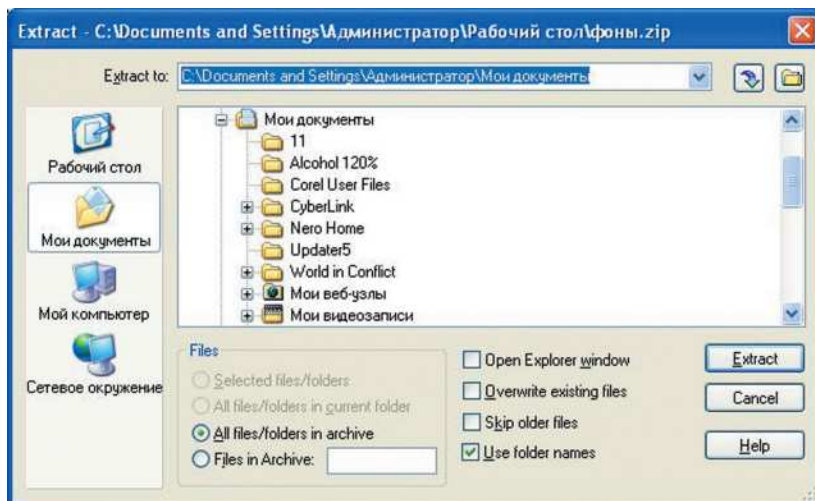 Extract - C:\Documents and Settings\Администратор\Рабочий стол\фоны.zip
Extract to: C:\Documents and Settings\Администратор\Мои документы
Рабочий стол
Мои документы
Мой компьютер
Сетевое окружение
Мои документы
11
Alcohol 120%
Corel User Files
CyberLink
Nero Home
Updater5
World in Conflict
Мои веб-узлы
Мои видеозаписи
Files
Selected files/folders
All files/folders in current folder
All files/folders in archive
Files in Archive:
Open Explorer window
Overwrite existing files
Skip older files
Use folder names
Extract
Cancel
Help